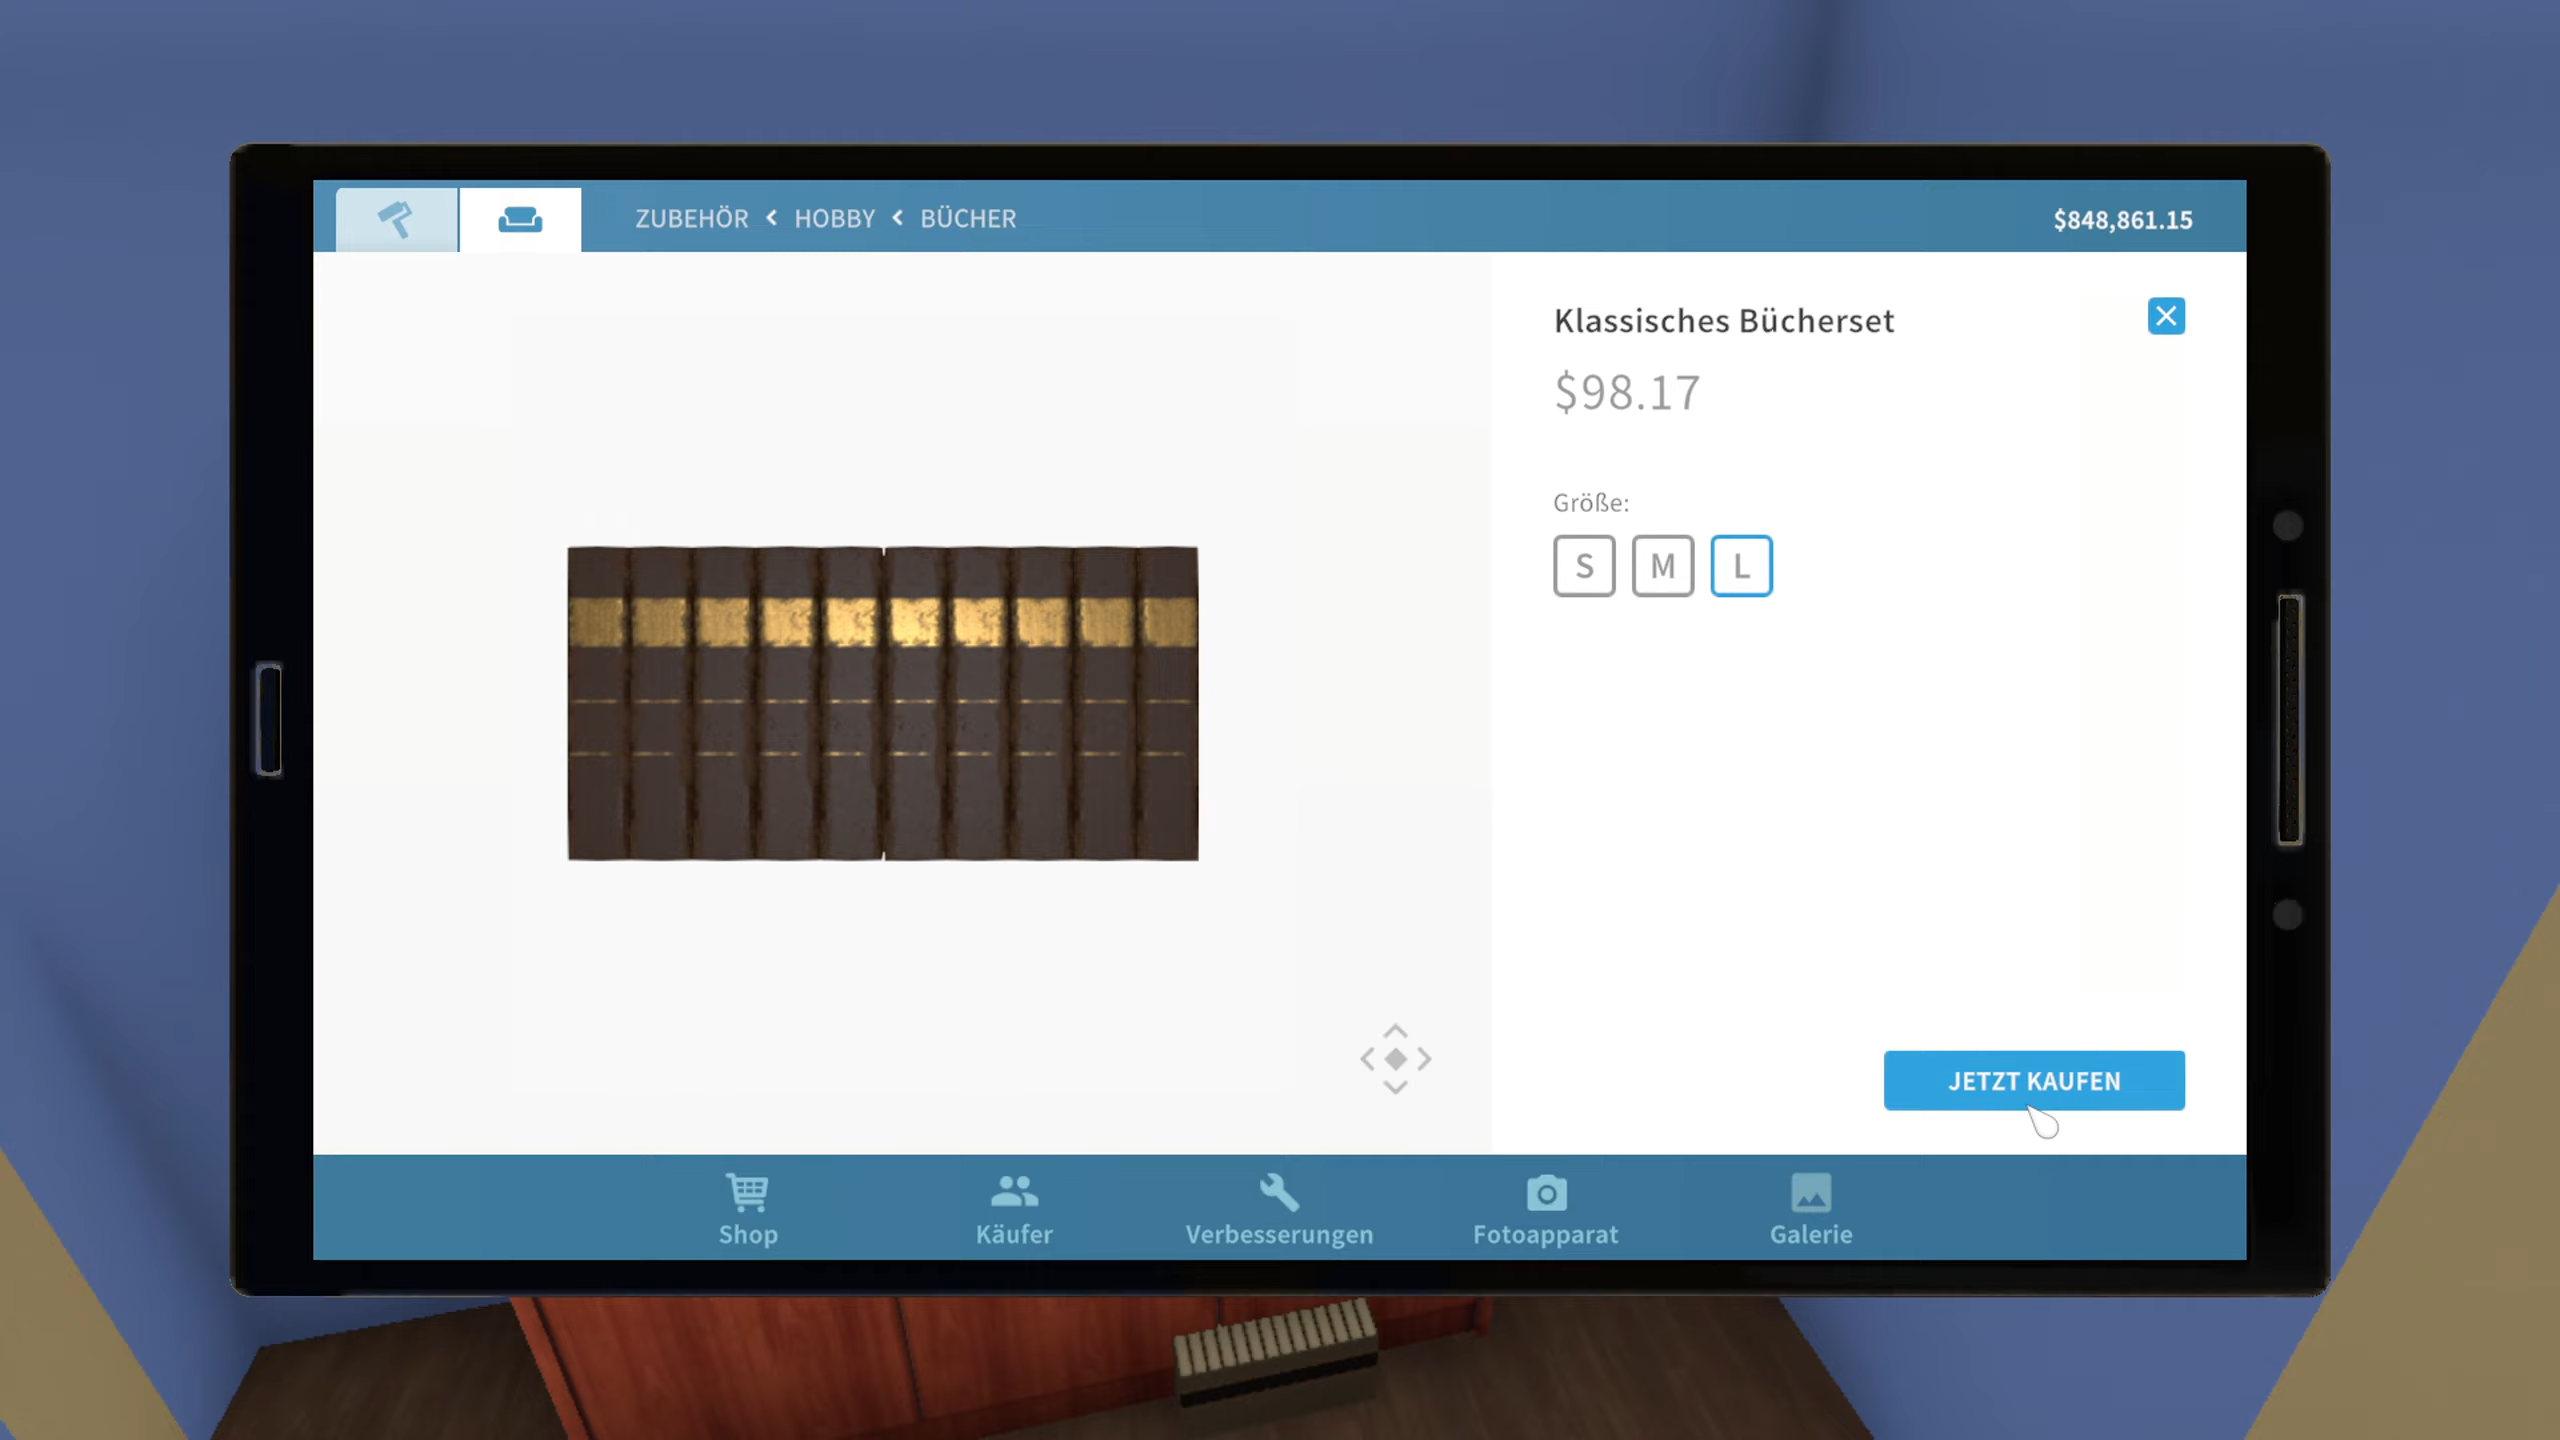 ZUBEHÖR < HOBBY < BÜCHER
$848,861.15
Klassisches Bücherset
$98.17
Größe:
S M L
JETZT KAUFEN
Shop Käufer Verbesserungen Fotoapparat Galerie